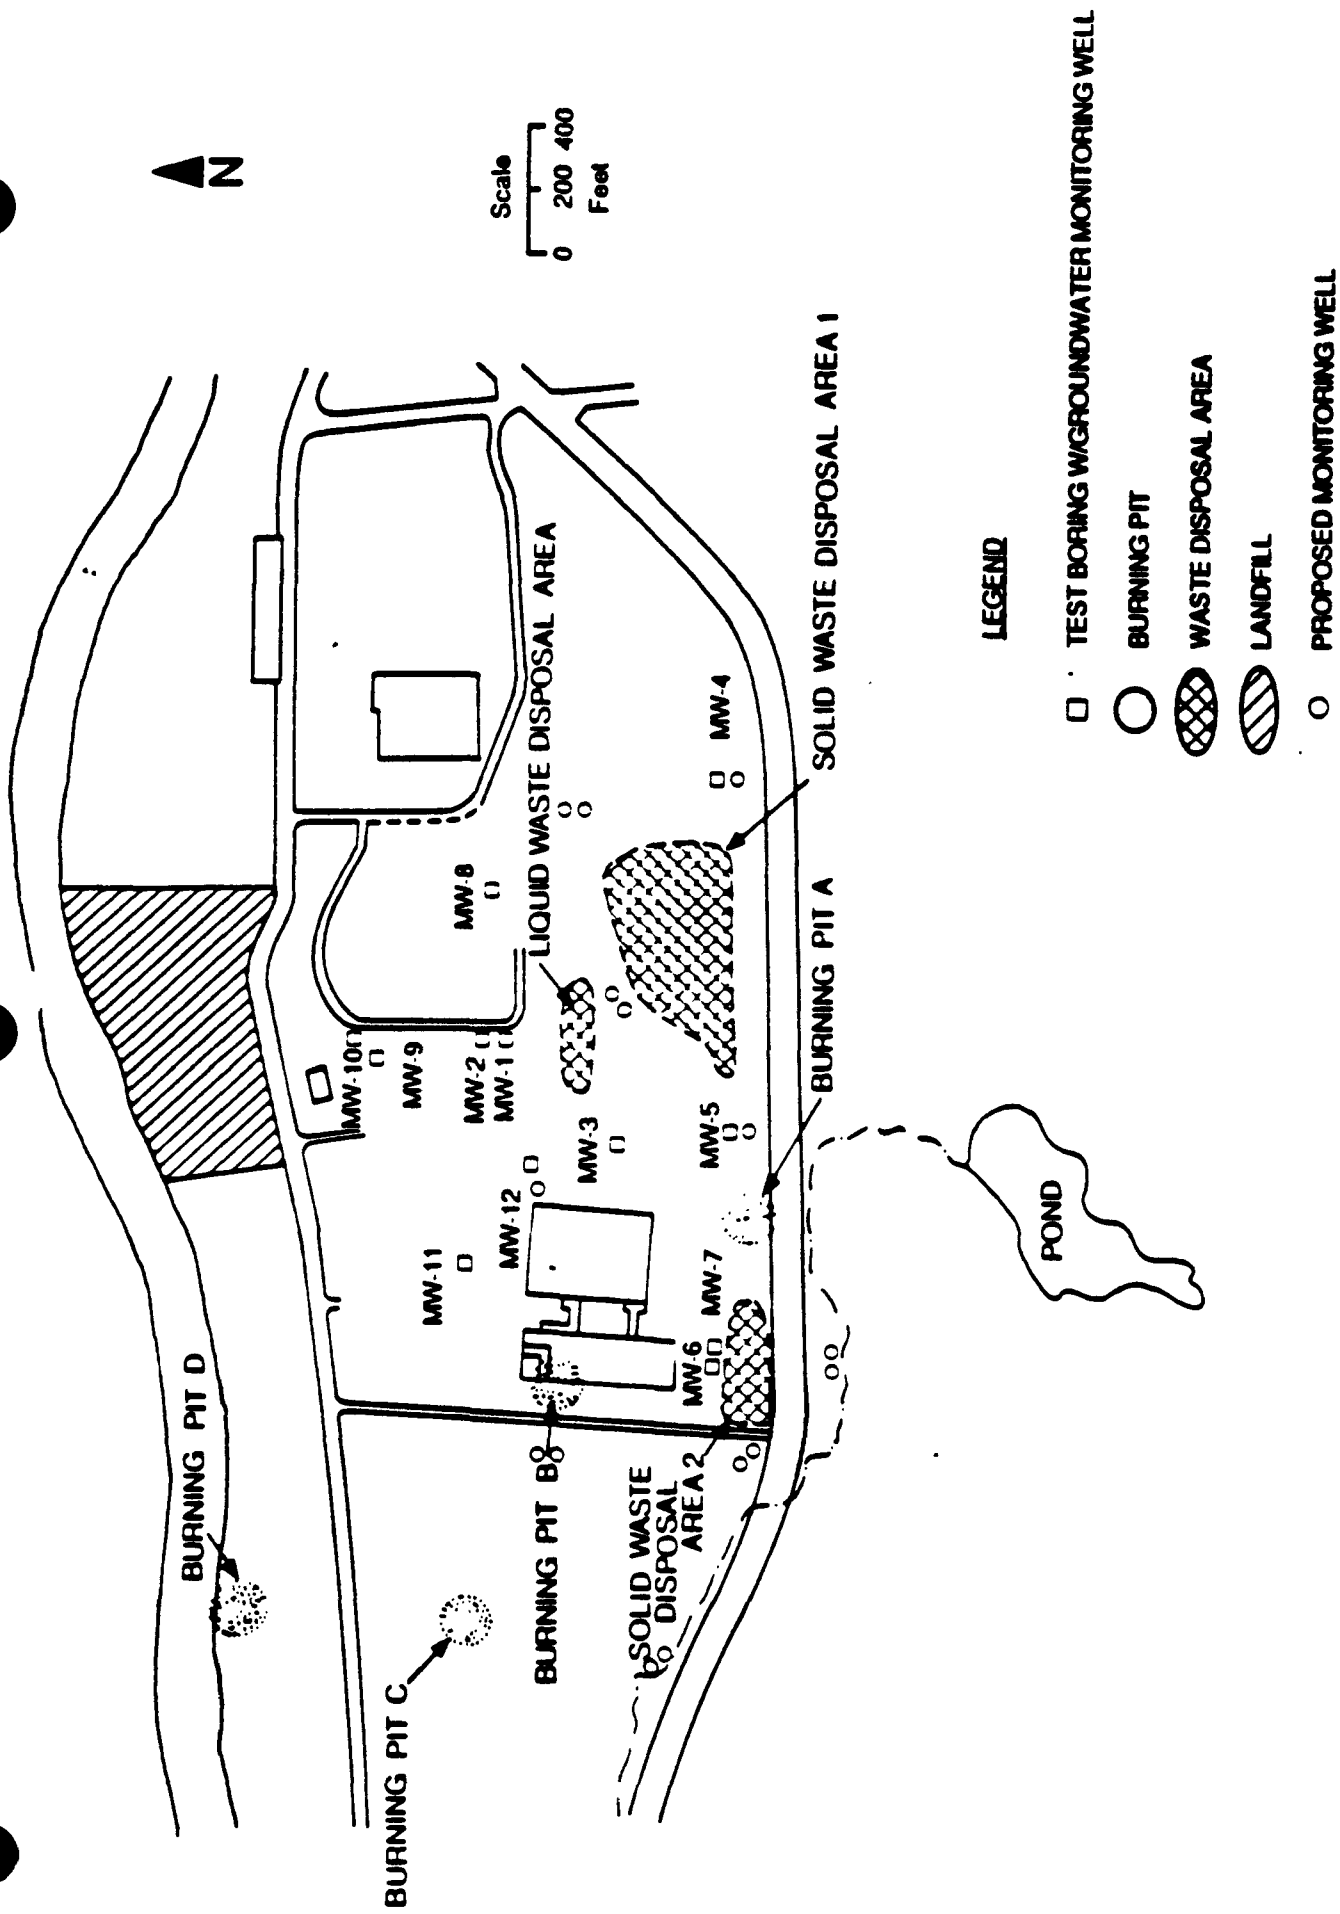 N
Scale
0 200 400
Feet
BURNING PIT D
BURNING PIT C
BURNING PIT B
SOLID WASTE
DISPOSAL
AREA 2
MW-11
MW-12
MW-10
MW-9
MW-2
MW-1
MW-3
MW-8
LIQUID WASTE DISPOSAL AREA
MW-6
MW-7
MW-5
MW-4
BURNING PIT A
SOLID WASTE DISPOSAL AREA 1
POND
LEGEND
TEST BORING W/GROUNDWATER MONITORING WELL
BURNING PIT
WASTE DISPOSAL AREA
LANDFILL
PROPOSED MONITORING WELL